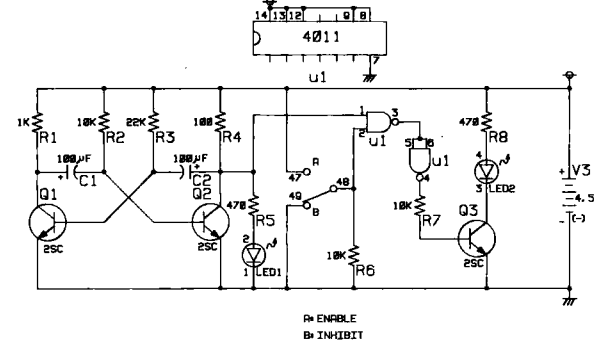 14 13 12 9 8
4011
7
u1
1K R1
10K R2
22K R3
100 R4
100μF C1
100μF C2
Q1
2SC
Q2
2SC
470 R5
2
1 LED1
A
47
49
B
48
10K R6
1
2
3
u1
5 6
u1
4
10K R7
Q3
2SC
470 R8
4
3 LED2
+ V3
4.5
- (-)
A: ENABLE
B: INHIBIT